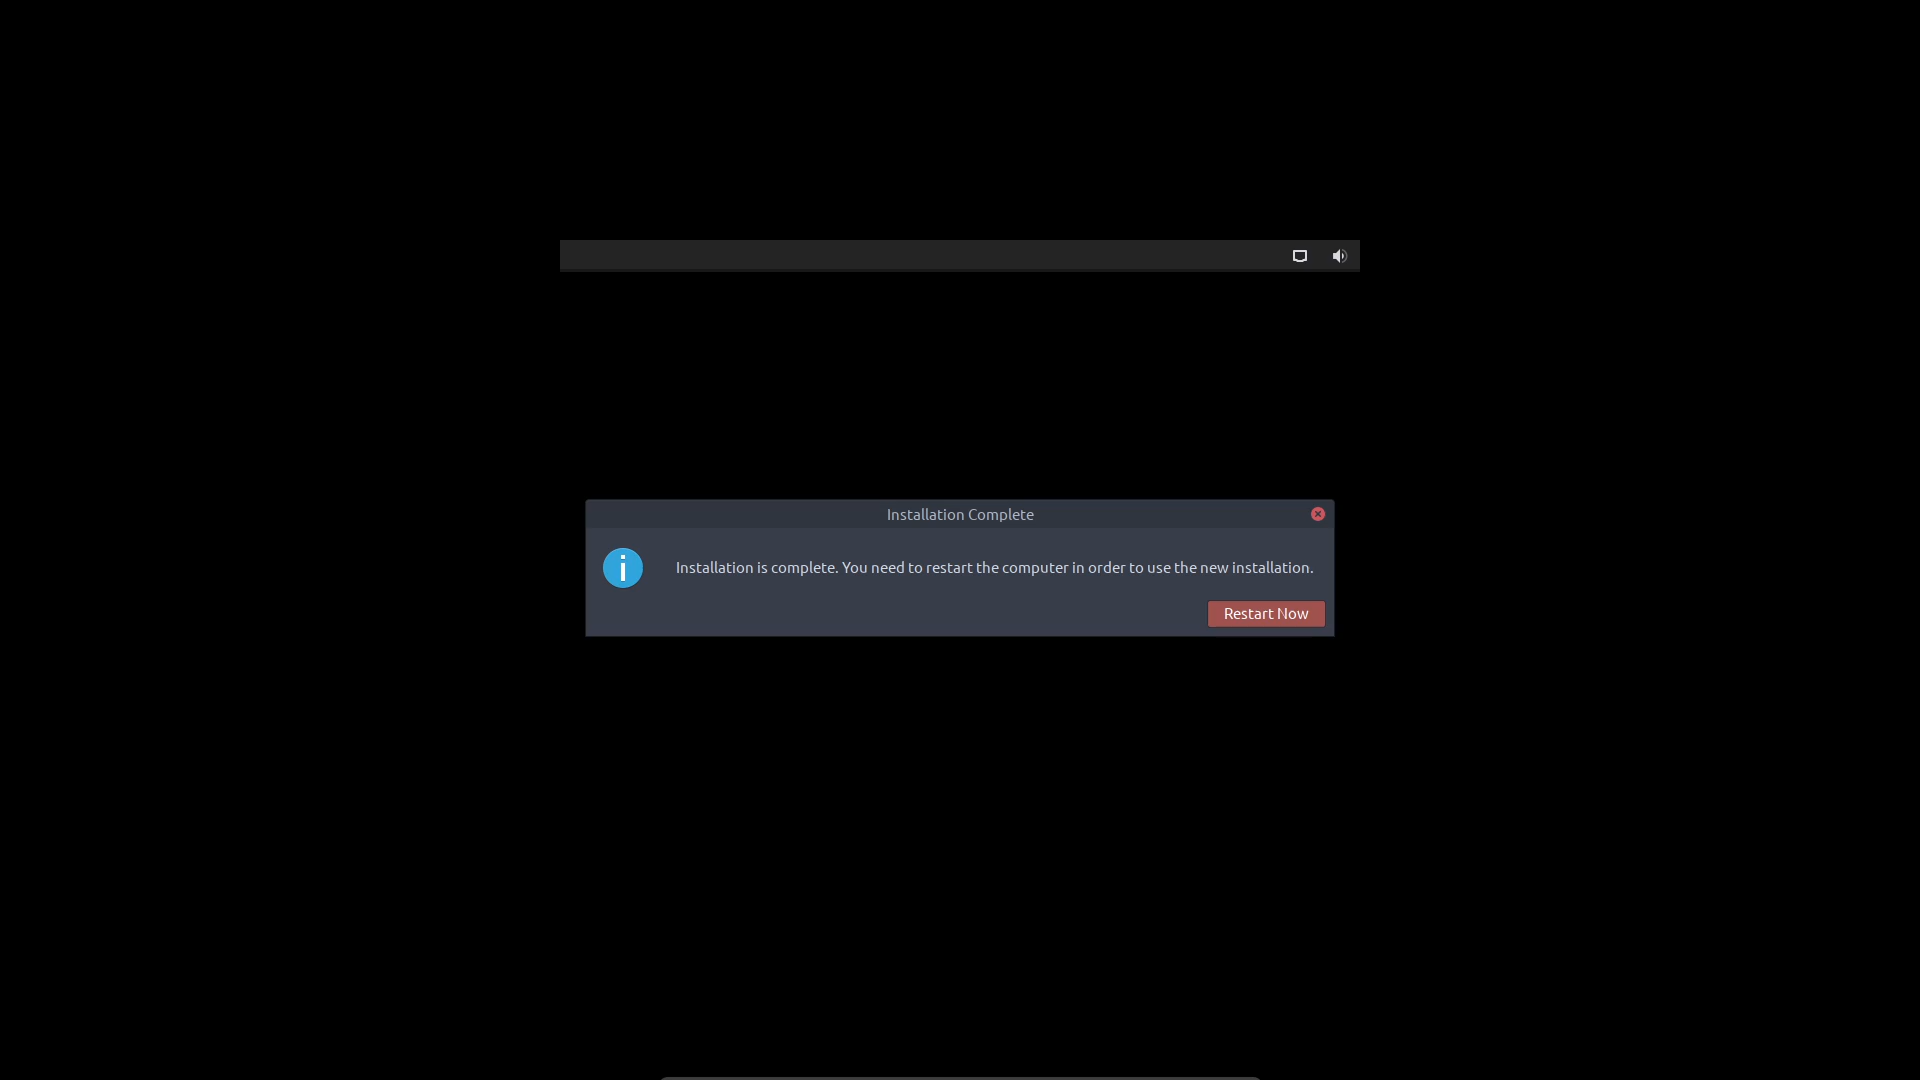 Installation Complete
Installation is complete. You need to restart the computer in order to use the new installation.
Restart Now